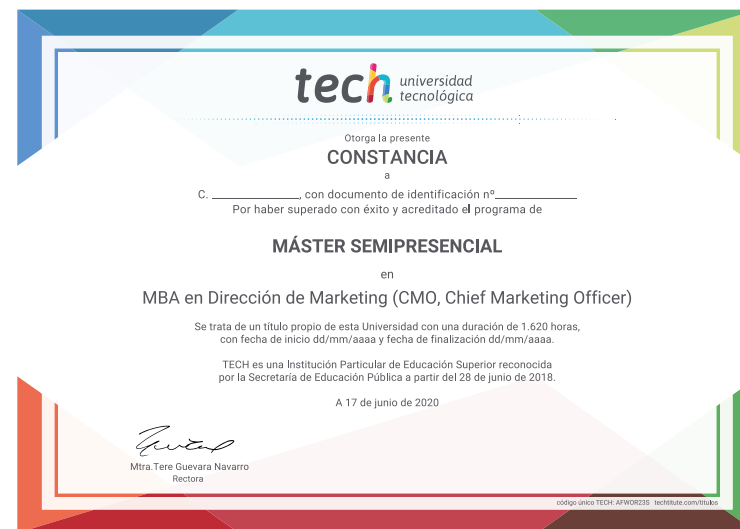 tech universidad
tecnológica
Otorga la presente
CONSTANCIA
a
C. ____________, con documento de identificación nº____________
Por haber superado con éxito y acreditado el programa de
MÁSTER SEMIPRESENCIAL
en
MBA en Dirección de Marketing (CMO, Chief Marketing Officer)
Se trata de un título propio de esta Universidad con una duración de 1.620 horas,
con fecha de inicio dd/mm/aaaa y fecha de finalización dd/mm/aaaa.
TECH es una Institución Particular de Educación Superior reconocida
por la Secretaría de Educación Pública a partir del 28 de junio de 2018.
A 17 de junio de 2020
Mtra.Tere Guevara Navarro
Rectora
código único TECH: AFWOR23S techtitute.com/titulos